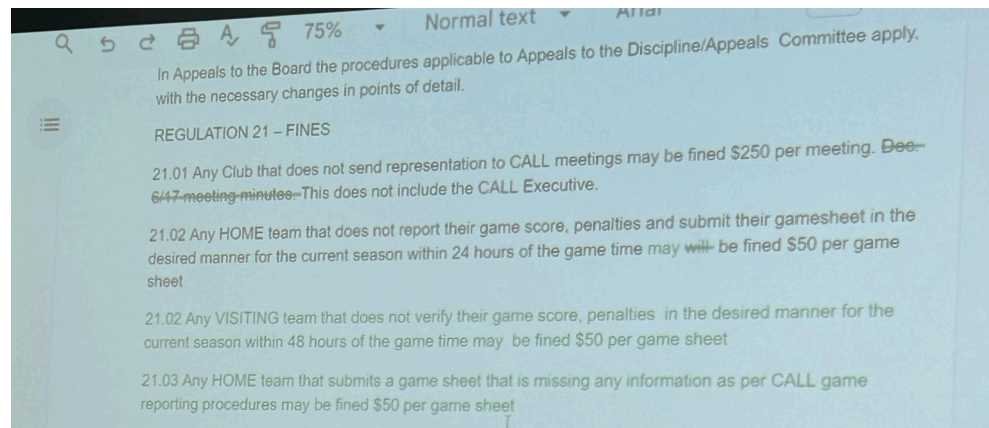 75% Normal text Arial
In Appeals to the Board the procedures applicable to Appeals to the Discipline/Appeals Committee apply,
with the necessary changes in points of detail.
REGULATION 21 – FINES
21.01 Any Club that does not send representation to CALL meetings may be fined $250 per meeting. Dec.
6/17 meeting minutes. This does not include the CALL Executive.
21.02 Any HOME team that does not report their game score, penalties and submit their gamesheet in the
desired manner for the current season within 24 hours of the game time may will be fined $50 per game
sheet
21.02 Any VISITING team that does not verify their game score, penalties in the desired manner for the
current season within 48 hours of the game time may be fined $50 per game sheet
21.03 Any HOME team that submits a game sheet that is missing any information as per CALL game
reporting procedures may be fined $50 per game sheet